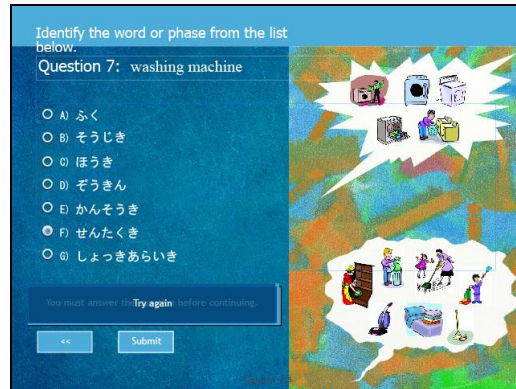 Identify the word or phase from the list
below.
Question 7: washing machine
A) ふく
B) そうじき
C) ほうき
D) ぞうきん
E) かんそうき
F) せんたくき
G) しょっきあらいき
You must answer the before continuing.
Try again
<< Submit